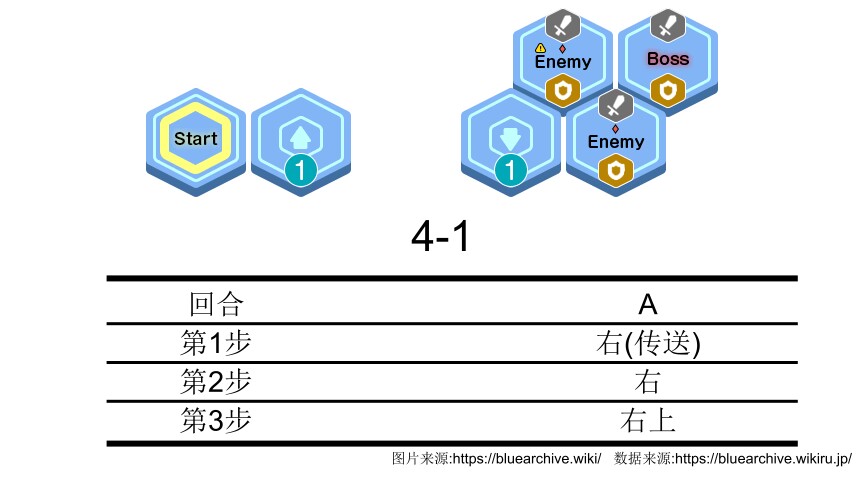 Enemy
Boss
Start
Enemy
1
1
4-1
回合 A
第1步 右(传送)
第2步 右
第3步 右上
图片来源:https://bluearchive.wiki/ 数据来源:https://bluearchive.wikiru.jp/